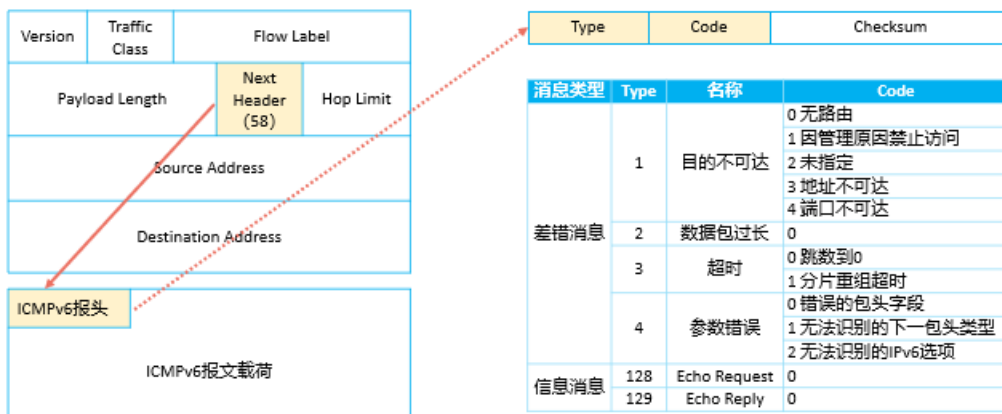 Version
Traffic
Class
Flow Label
Payload Length
Next
Header
(58)
Hop Limit
Source Address
Destination Address
ICMPv6报头
ICMPv6报文载荷
Type
Code
Checksum
消息类型 Type 名称 Code
差错消息
1
目的不可达
0 无路由
1 因管理原因禁止访问
2 未指定
3 地址不可达
4 端口不可达
2 数据包过长 0
3
超时
0 跳数到0
1 分片重组超时
4
参数错误
0 错误的包头字段
1 无法识别的下一包头类型
2 无法识别的IPv6选项
信息消息
128 Echo Request 0
129 Echo Reply 0